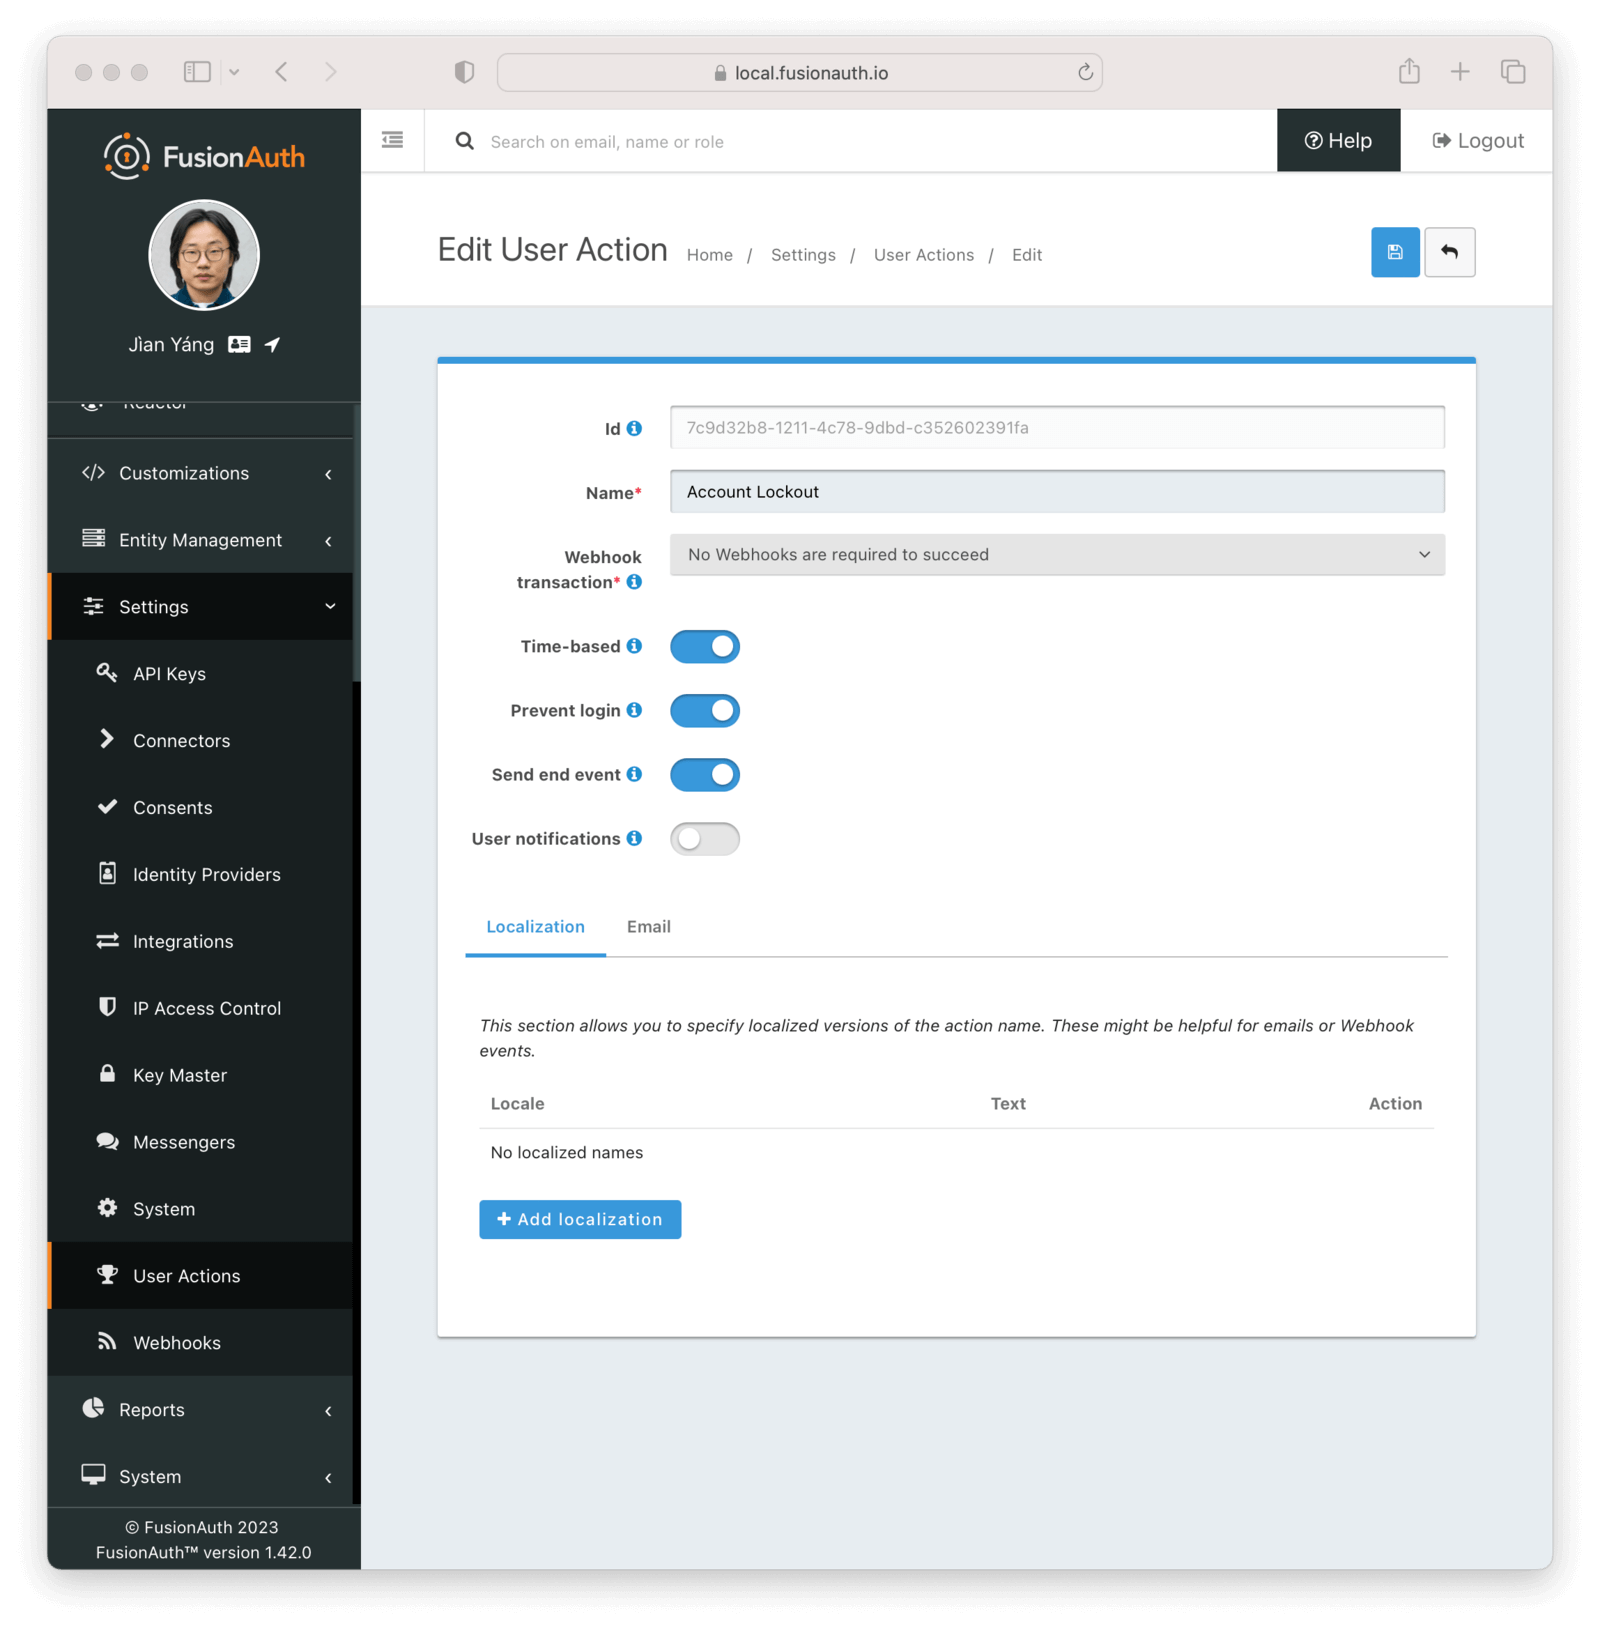 local.fusionauth.io
FusionAuth
Search on email, name or role
Help
Logout
Jìan Yáng
Edit User Action
Home / Settings / User Actions / Edit
Reactor
Customizations
Entity Management
Settings
API Keys
Connectors
Consents
Identity Providers
Integrations
IP Access Control
Key Master
Messengers
System
User Actions
Webhooks
Reports
System
© FusionAuth 2023
FusionAuth™ version 1.42.0
Id
7c9d32b8-1211-4c78-9dbd-c352602391fa
Name*
Account Lockout
Webhook
transaction*
No Webhooks are required to succeed
Time-based
Prevent login
Send end event
User notifications
Localization
Email
This section allows you to specify localized versions of the action name. These might be helpful for emails or Webhook
events.
Locale Text Action
No localized names
+ Add localization